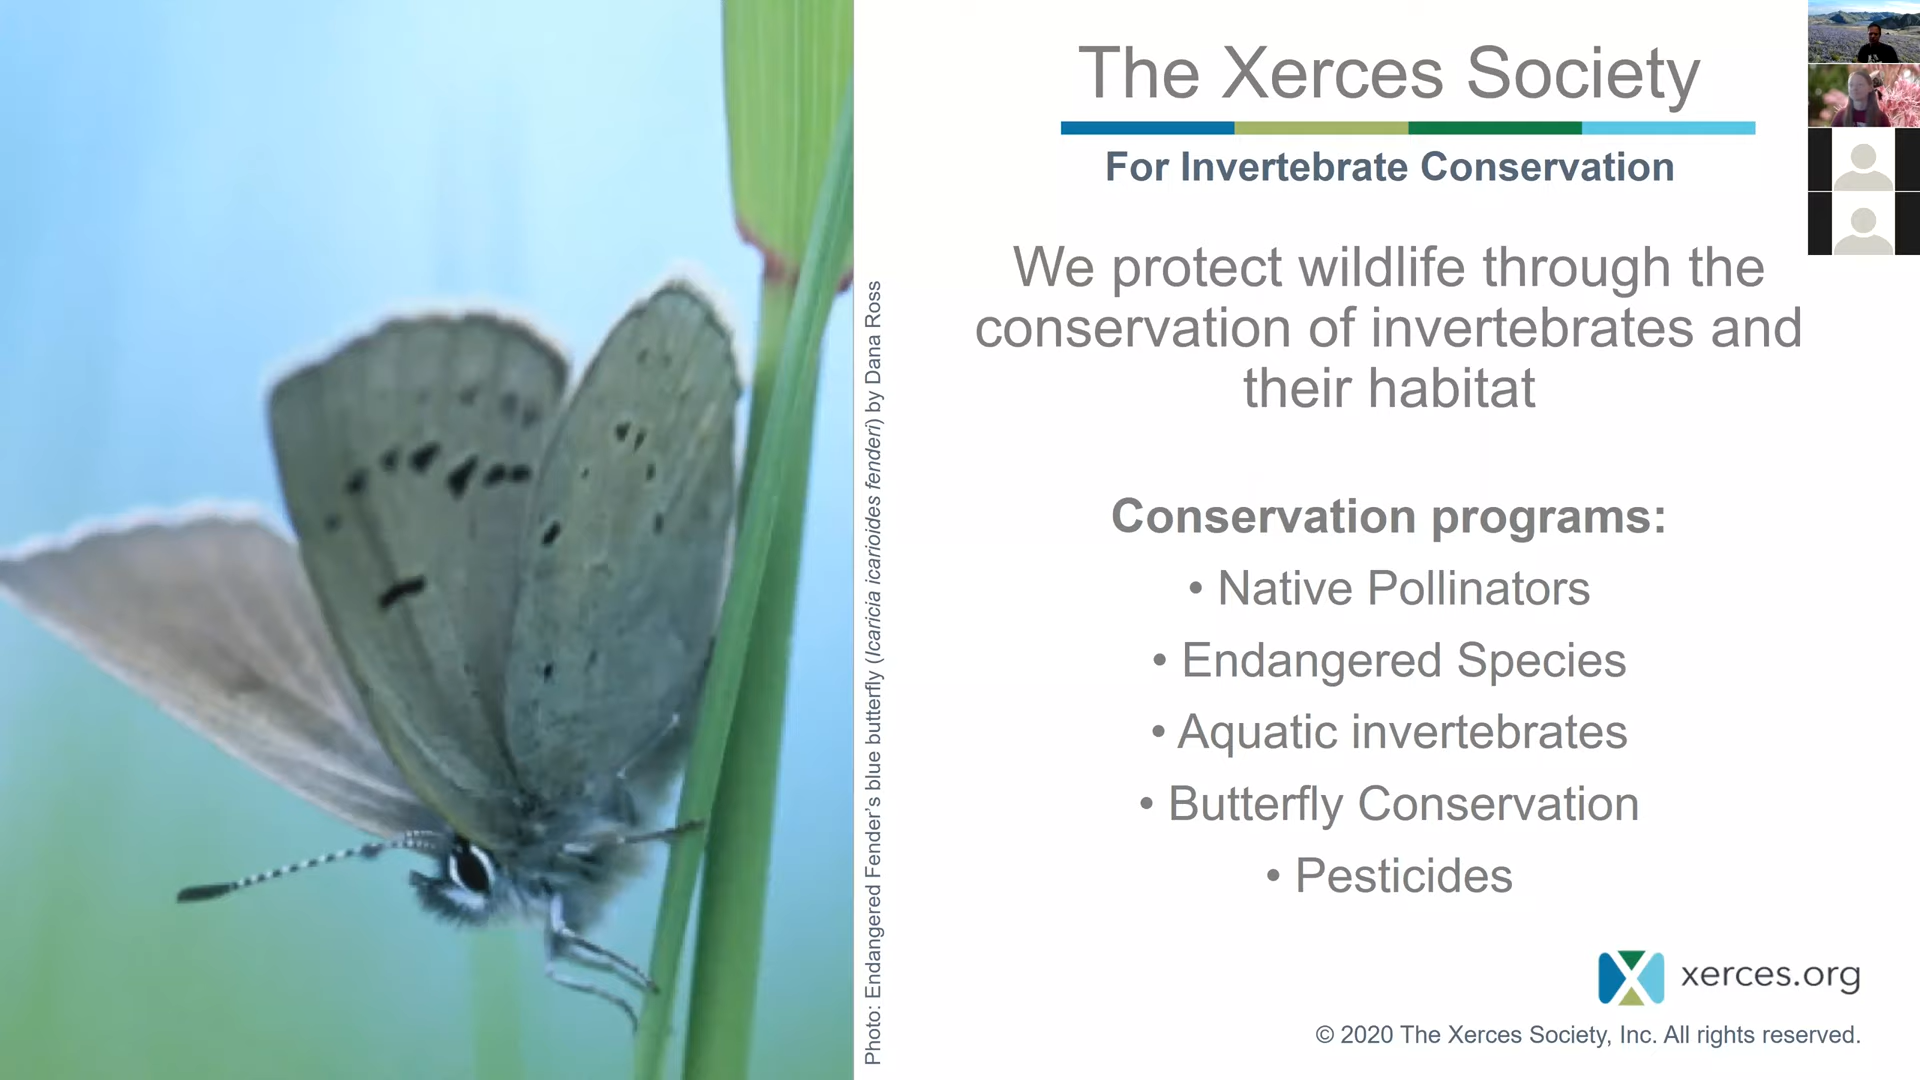 The Xerces Society
For Invertebrate Conservation
We protect wildlife through the
conservation of invertebrates and
their habitat
Conservation programs:
• Native Pollinators
• Endangered Species
• Aquatic invertebrates
• Butterfly Conservation
• Pesticides
Photo: Endangered Fender's blue butterfly (Icaricia icarioides fenderi) by Dana Ross
xerces.org
© 2020 The Xerces Society, Inc. All rights reserved.